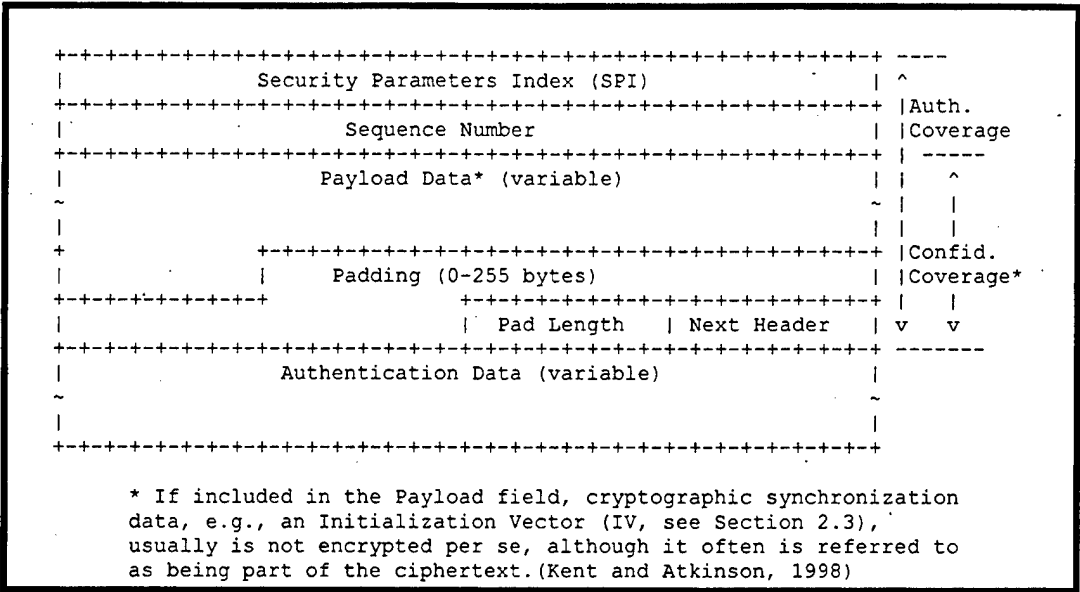 +-+-+-+-+-+-+-+-+-+-+-+-+-+-+-+-+-+-+-+-+-+-+-+-+-+-+-+-+-+-+-+-+ ----
|               Security Parameters Index (SPI)                 | ^
+-+-+-+-+-+-+-+-+-+-+-+-+-+-+-+-+-+-+-+-+-+-+-+-+-+-+-+-+-+-+-+-+ |Auth.
|                      Sequence Number                          | |Coverage
+-+-+-+-+-+-+-+-+-+-+-+-+-+-+-+-+-+-+-+-+-+-+-+-+-+-+-+-+-+-+-+-+ | -----
|                    Payload Data* (variable)                   | |   ^
~                                                               ~ |   |
|                                                               | |   |
+               +-+-+-+-+-+-+-+-+-+-+-+-+-+-+-+-+-+-+-+-+-+-+-+-+ |Confid.
|               |     Padding (0-255 bytes)                     | |Coverage*
+-+-+-+-+-+-+-+-+               +-+-+-+-+-+-+-+-+-+-+-+-+-+-+-+-+ |   |
|                               |  Pad Length   | Next Header   | v   v
+-+-+-+-+-+-+-+-+-+-+-+-+-+-+-+-+-+-+-+-+-+-+-+-+-+-+-+-+-+-+-+-+ -------
|                 Authentication Data (variable)                |
~                                                               ~
|                                                               |
+-+-+-+-+-+-+-+-+-+-+-+-+-+-+-+-+-+-+-+-+-+-+-+-+-+-+-+-+-+-+-+-+
* If included in the Payload field, cryptographic synchronization
data, e.g., an Initialization Vector (IV, see Section 2.3),
usually is not encrypted per se, although it often is referred to
as being part of the ciphertext.(Kent and Atkinson, 1998)